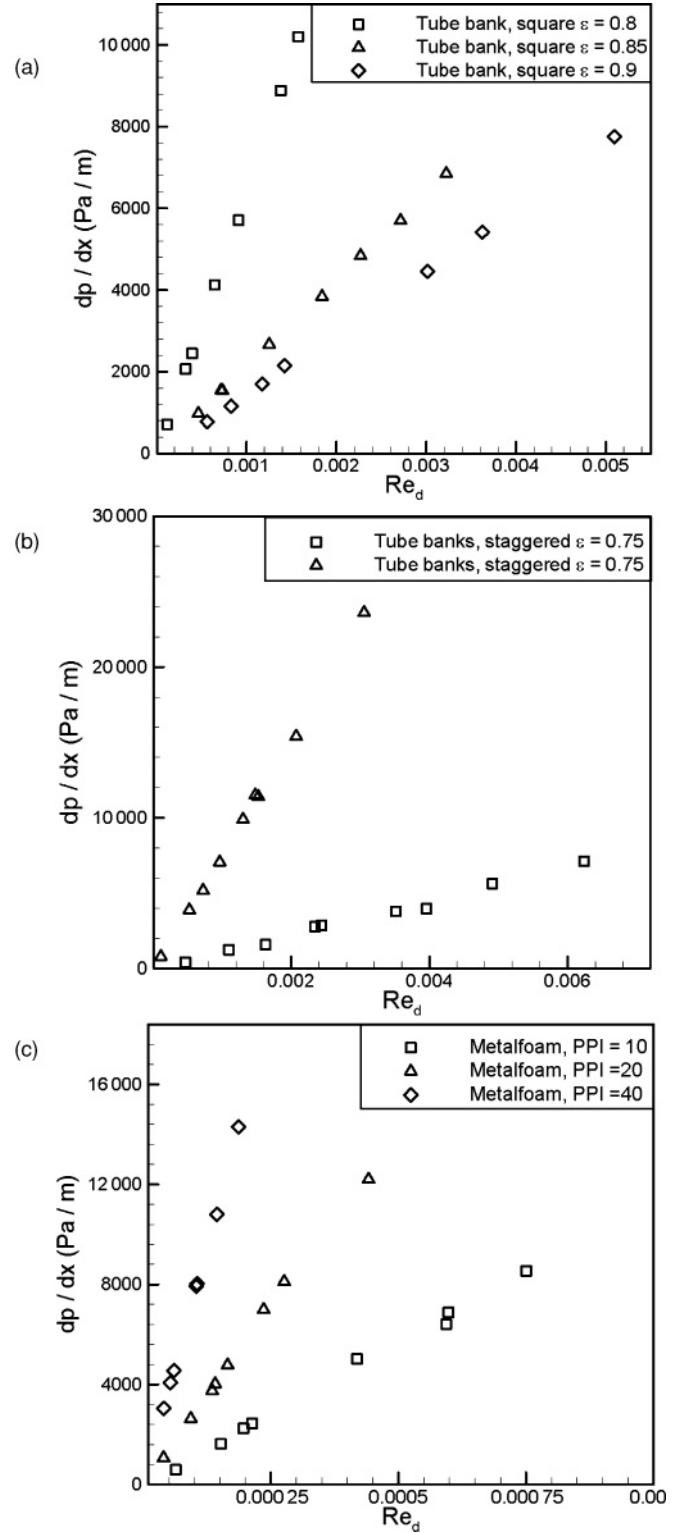 (a)
Tube bank, square ε = 0.8
Tube bank, square ε = 0.85
Tube bank, square ε = 0.9
10 000
8000
6000
4000
2000
0
dp / dx (Pa / m)
0.001
0.002
0.003
0.004
0.005
Re_d
(b)
Tube banks, staggered ε = 0.75
Tube banks, staggered ε = 0.75
30 000
20 000
10 000
0
dp / dx (Pa / m)
0.002
0.004
0.006
Re_d
(c)
Metalfoam, PPI = 10
Metalfoam, PPI =20
Metalfoam, PPI =40
16 000
12 000
8000
4000
0
dp / dx (Pa / m)
0.00025
0.0005
0.00075
0.00
Re_d